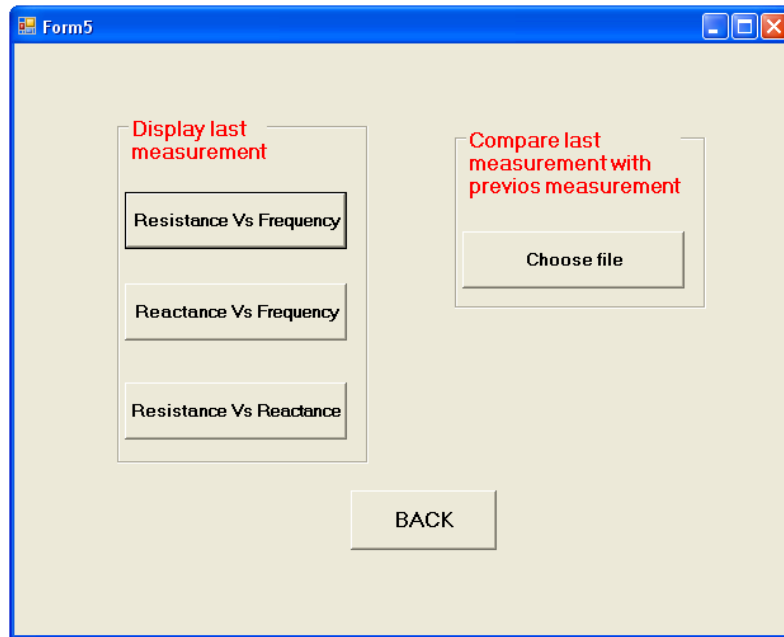 Form5
Display last
measurement
Resistance Vs Frequency
Reactance Vs Frequency
Resistance Vs Reactance
Compare last
measurement with
previos measurement
Choose file
BACK